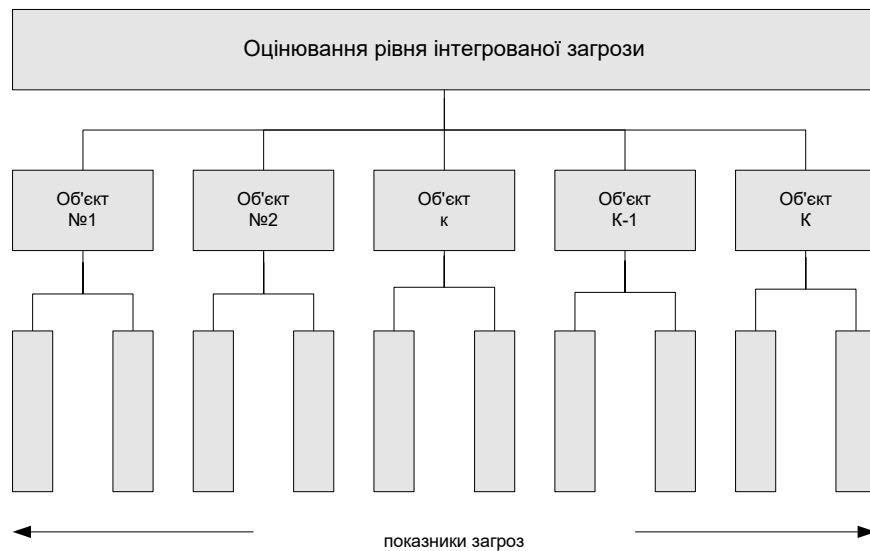 Оцінювання рівня інтегрованої загрози
Об'єкт
№1
Об'єкт
№2
Об'єкт
к
Об'єкт
К-1
Об'єкт
К
показники загроз